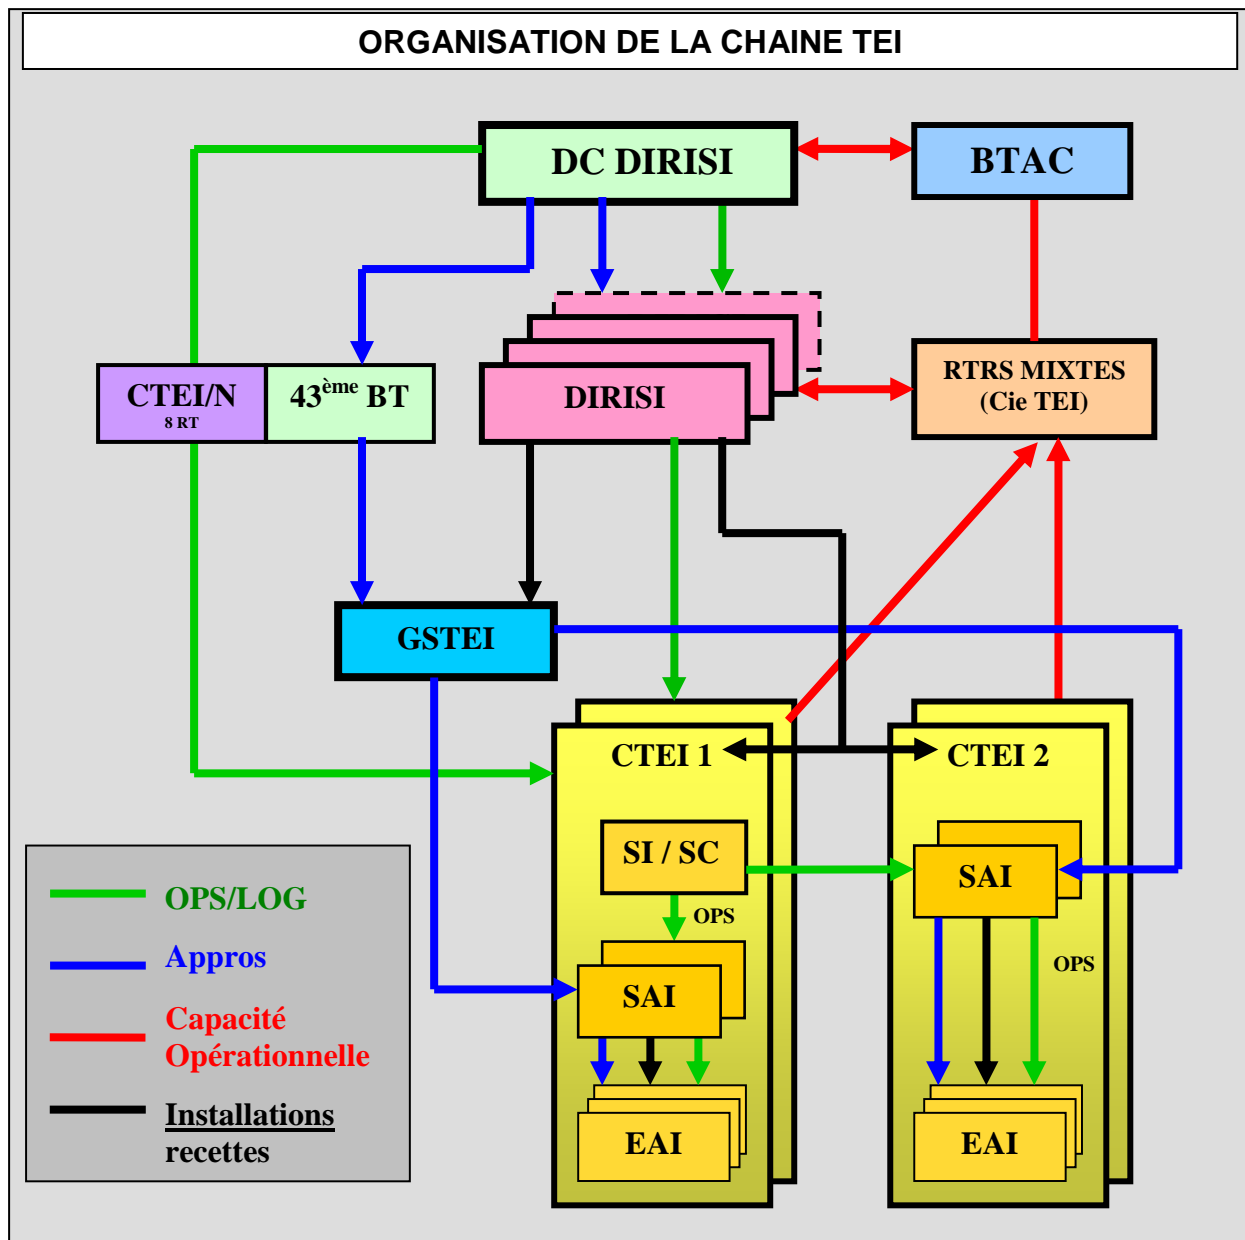 ORGANISATION DE LA CHAINE TEI
DC DIRISI
BTAC
CTEI/N
8 RT
43ème BT
DIRISI
RTRS MIXTES
(Cie TEI)
GSTEI
CTEI 1
CTEI 2
SI / SC
SAI
OPS
OPS
SAI
EAI
EAI
OPS/LOG
Appros
Capacité
Opérationnelle
Installations
recettes